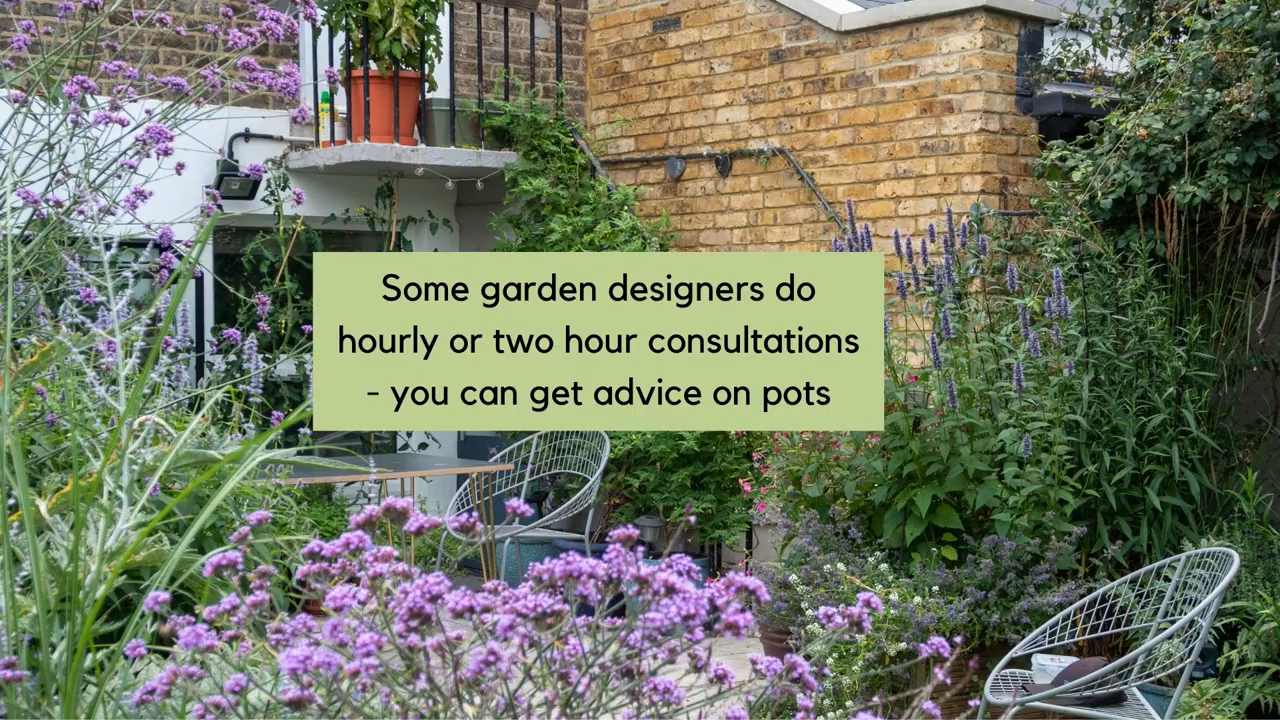 Some garden designers do
hourly or two hour consultations
- you can get advice on pots